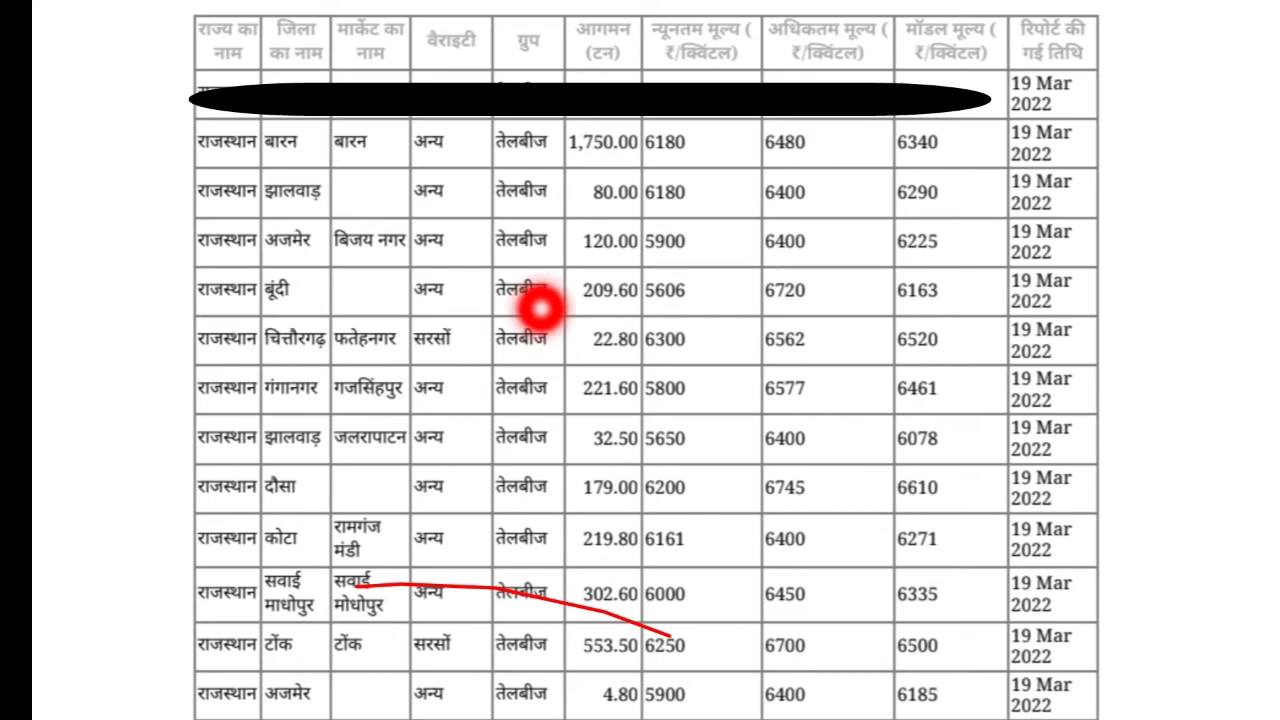 राज्य का नाम जिला का नाम मार्केट का नाम वैराइटी ग्रुप आगमन (टन) न्यूनतम मूल्य ( ₹/क्विंटल) अधिकतम मूल्य ( ₹/क्विंटल) मॉडल मूल्य ( ₹/क्विंटल) रिपोर्ट की गई तिथि
19 Mar 2022
राजस्थान बारन बारन अन्य तेलबीज 1,750.00 6180 6480 6340 19 Mar 2022
राजस्थान झालवाड़ अन्य तेलबीज 80.00 6180 6400 6290 19 Mar 2022
राजस्थान अजमेर बिजय नगर अन्य तेलबीज 120.00 5900 6400 6225 19 Mar 2022
राजस्थान बूंदी अन्य तेलबीज 209.60 5606 6720 6163 19 Mar 2022
राजस्थान चित्तौरगढ़ फतेहनगर सरसों तेलबीज 22.80 6300 6562 6520 19 Mar 2022
राजस्थान गंगानगर गजसिंहपुर अन्य तेलबीज 221.60 5800 6577 6461 19 Mar 2022
राजस्थान झालवाड़ जलरापाटन अन्य तेलबीज 32.50 5650 6400 6078 19 Mar 2022
राजस्थान दौसा अन्य तेलबीज 179.00 6200 6745 6610 19 Mar 2022
राजस्थान कोटा रामगंज मंडी अन्य तेलबीज 219.80 6161 6400 6271 19 Mar 2022
राजस्थान सवाई माधोपुर सवाई मोधोपुर अन्य तेलबीज 302.60 6000 6450 6335 19 Mar 2022
राजस्थान टोंक टोंक सरसों तेलबीज 553.50 6250 6700 6500 19 Mar 2022
राजस्थान अजमेर अन्य तेलबीज 4.80 5900 6400 6185 19 Mar 2022